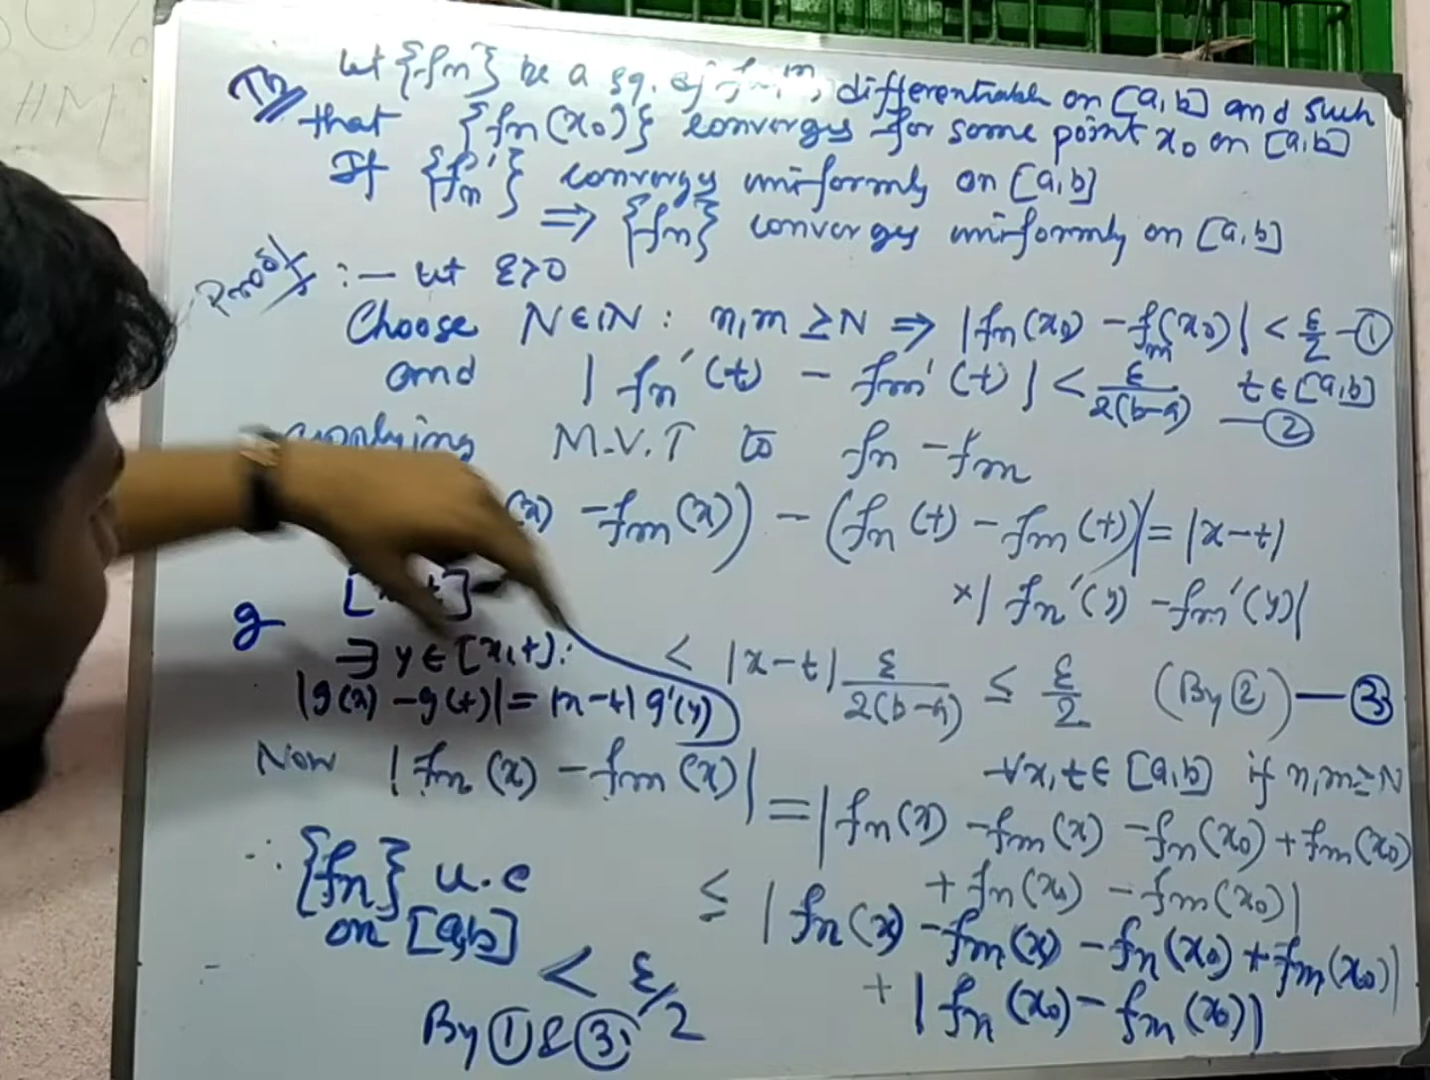 Th
Let {fn} be a sq. of fn's, differentiable on [a,b] and such
that {fn(x₀)} converges for some point x₀ on [a,b]
If {fn'} converges uniformly on [a,b]
⇒ {fn} converges uniformly on [a,b]
Proof :- Let ε>0
Choose N∈ℕ : n,m ≥ N ⇒ |fn(x₀) - fm(x₀)| < ε/2 - ①
and |fn'(t) - fm'(t)| < ε/2(b-a) t∈[a,b] - ②
applying M.V.T to fn - fm
(x) - fm(x)) - (fn(t) - fm(t))| = |x-t|
× |fn'(y) - fm'(y)|
g
∃ y ∈ [x,t]:
|g(x) - g(t)| = |x-t| g'(y)
< |x-t| ε/2(b-a) ≤ ε/2 (By ②) - ③
∀x,t∈ [a,b] if n,m≥N
Now |fn(x) - fm(x)|
= |fn(x) - fm(x) - fn(x₀) + fm(x₀)
+ fn(x₀) - fm(x₀)|
≤ |fn(x) - fm(x) - fn(x₀) + fm(x₀)|
+ |fn(x₀) - fm(x₀)|
< ε/2
By ① & ③
∴ {fn} u.c
on [a,b]